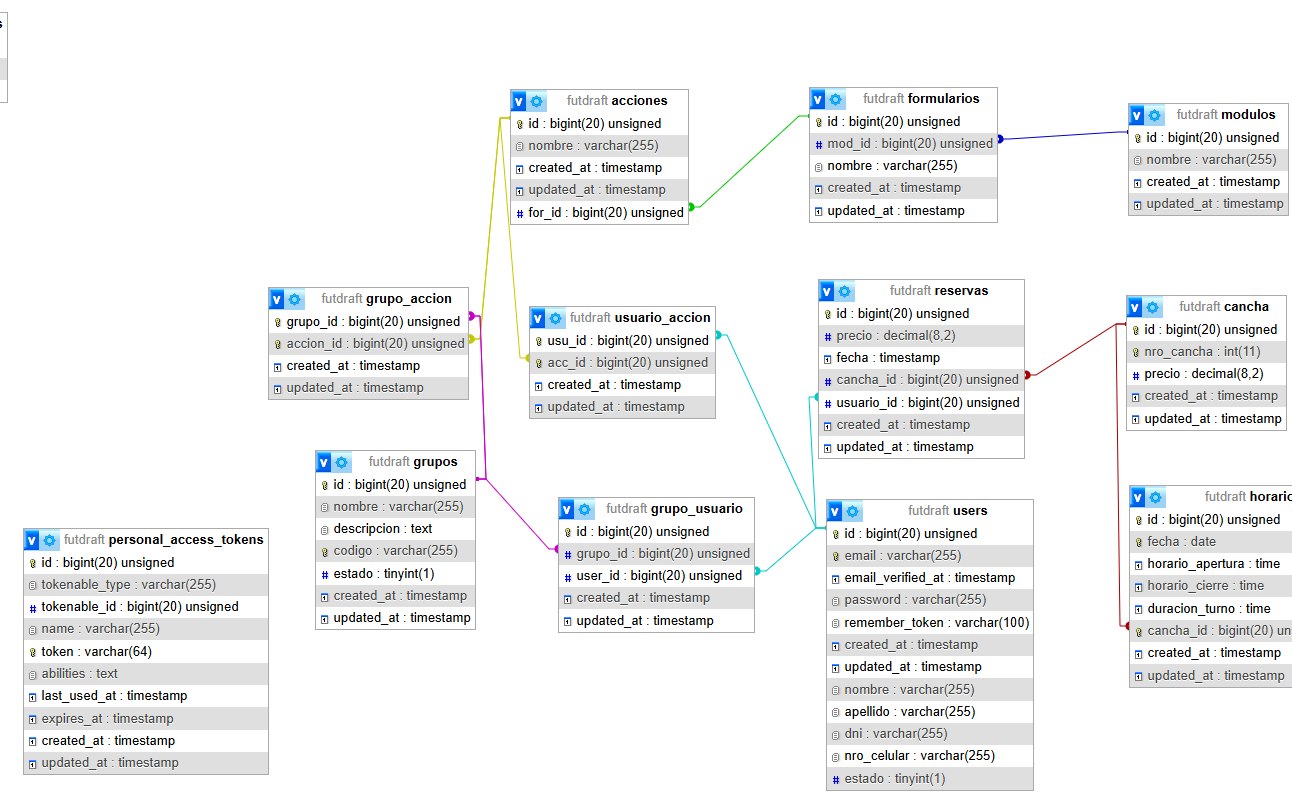 s
futdraft acciones
id : bigint(20) unsigned
nombre : varchar(255)
created_at : timestamp
updated_at : timestamp
for_id : bigint(20) unsigned
futdraft formularios
id : bigint(20) unsigned
mod_id : bigint(20) unsigned
nombre : varchar(255)
created_at : timestamp
updated_at : timestamp
futdraft modulos
id : bigint(20) unsigned
nombre : varchar(255)
created_at : timestamp
updated_at : timestamp
futdraft grupo_accion
grupo_id : bigint(20) unsigned
accion_id : bigint(20) unsigned
created_at : timestamp
updated_at : timestamp
futdraft usuario_accion
usu_id : bigint(20) unsigned
acc_id : bigint(20) unsigned
created_at : timestamp
updated_at : timestamp
futdraft reservas
id : bigint(20) unsigned
precio : decimal(8,2)
fecha : timestamp
cancha_id : bigint(20) unsigned
usuario_id : bigint(20) unsigned
created_at : timestamp
updated_at : timestamp
futdraft cancha
id : bigint(20) unsigned
nro_cancha : int(11)
precio : decimal(8,2)
created_at : timestamp
updated_at : timestamp
futdraft grupos
id : bigint(20) unsigned
nombre : varchar(255)
descripcion : text
codigo : varchar(255)
estado : tinyint(1)
created_at : timestamp
updated_at : timestamp
futdraft grupo_usuario
id : bigint(20) unsigned
grupo_id : bigint(20) unsigned
user_id : bigint(20) unsigned
created_at : timestamp
updated_at : timestamp
futdraft users
id : bigint(20) unsigned
email : varchar(255)
email_verified_at : timestamp
password : varchar(255)
remember_token : varchar(100)
created_at : timestamp
updated_at : timestamp
nombre : varchar(255)
apellido : varchar(255)
dni : varchar(255)
nro_celular : varchar(255)
estado : tinyint(1)
futdraft horario
id : bigint(20) unsigned
fecha : date
horario_apertura : time
horario_cierre : time
duracion_turno : time
cancha_id : bigint(20) un
created_at : timestamp
updated_at : timestamp
futdraft personal_access_tokens
id : bigint(20) unsigned
tokenable_type : varchar(255)
tokenable_id : bigint(20) unsigned
name : varchar(255)
token : varchar(64)
abilities : text
last_used_at : timestamp
expires_at : timestamp
created_at : timestamp
updated_at : timestamp